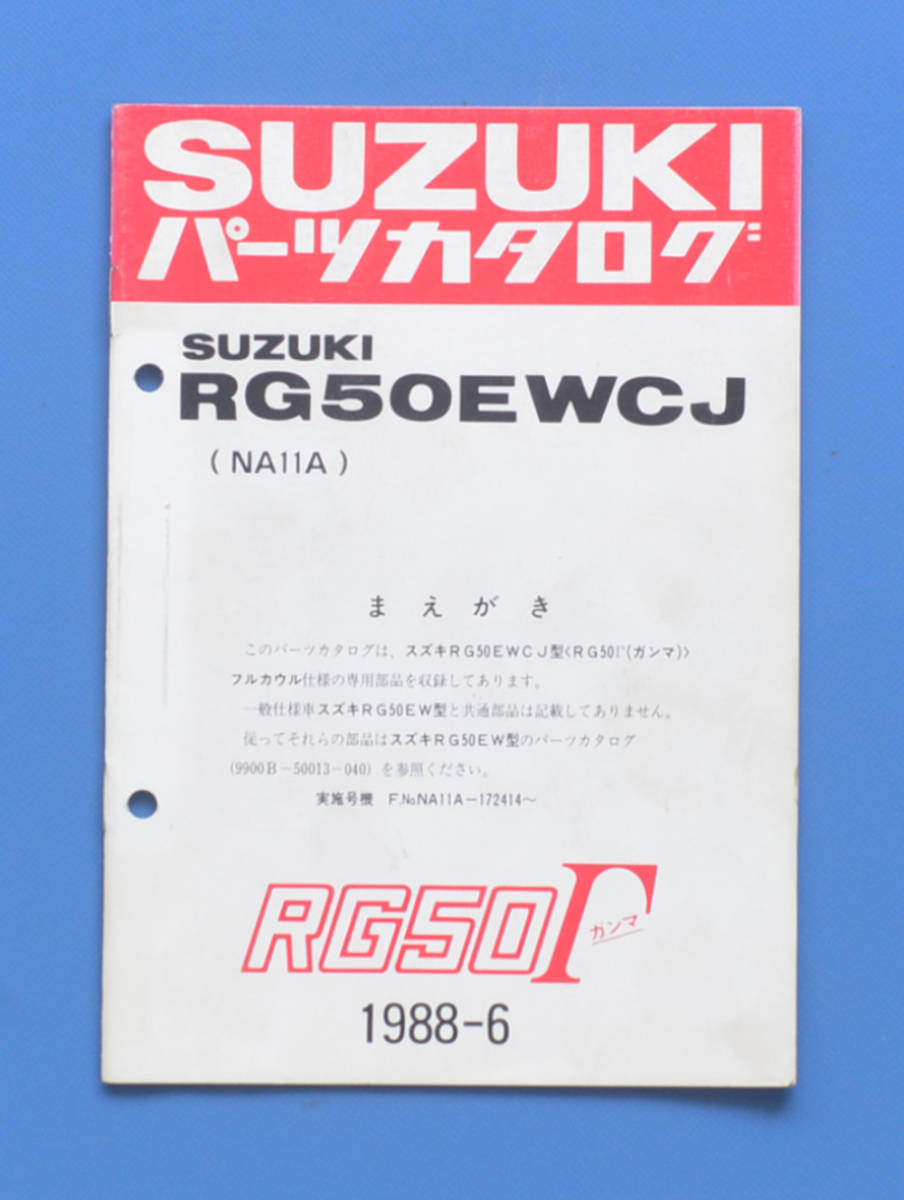 SUZUKI
パーツカタログ
SUZUKI
RG50EWCJ
(NA11A)
まえがき
このパーツカタログは、スズキRG50EWCJ型〈RG50Γ(ガンマ)〉
フルカウル仕様の専用部品を収録してあります。
一般仕様車スズキRG50EW型と共通部品は記載してありません。
従ってそれらの部品はスズキRG50EW型のパーツカタログ
(9900B-50013-040)を参照ください。
実施号機 F.No.NA11A-172414~
RG50Γ ガンマ
1988-6